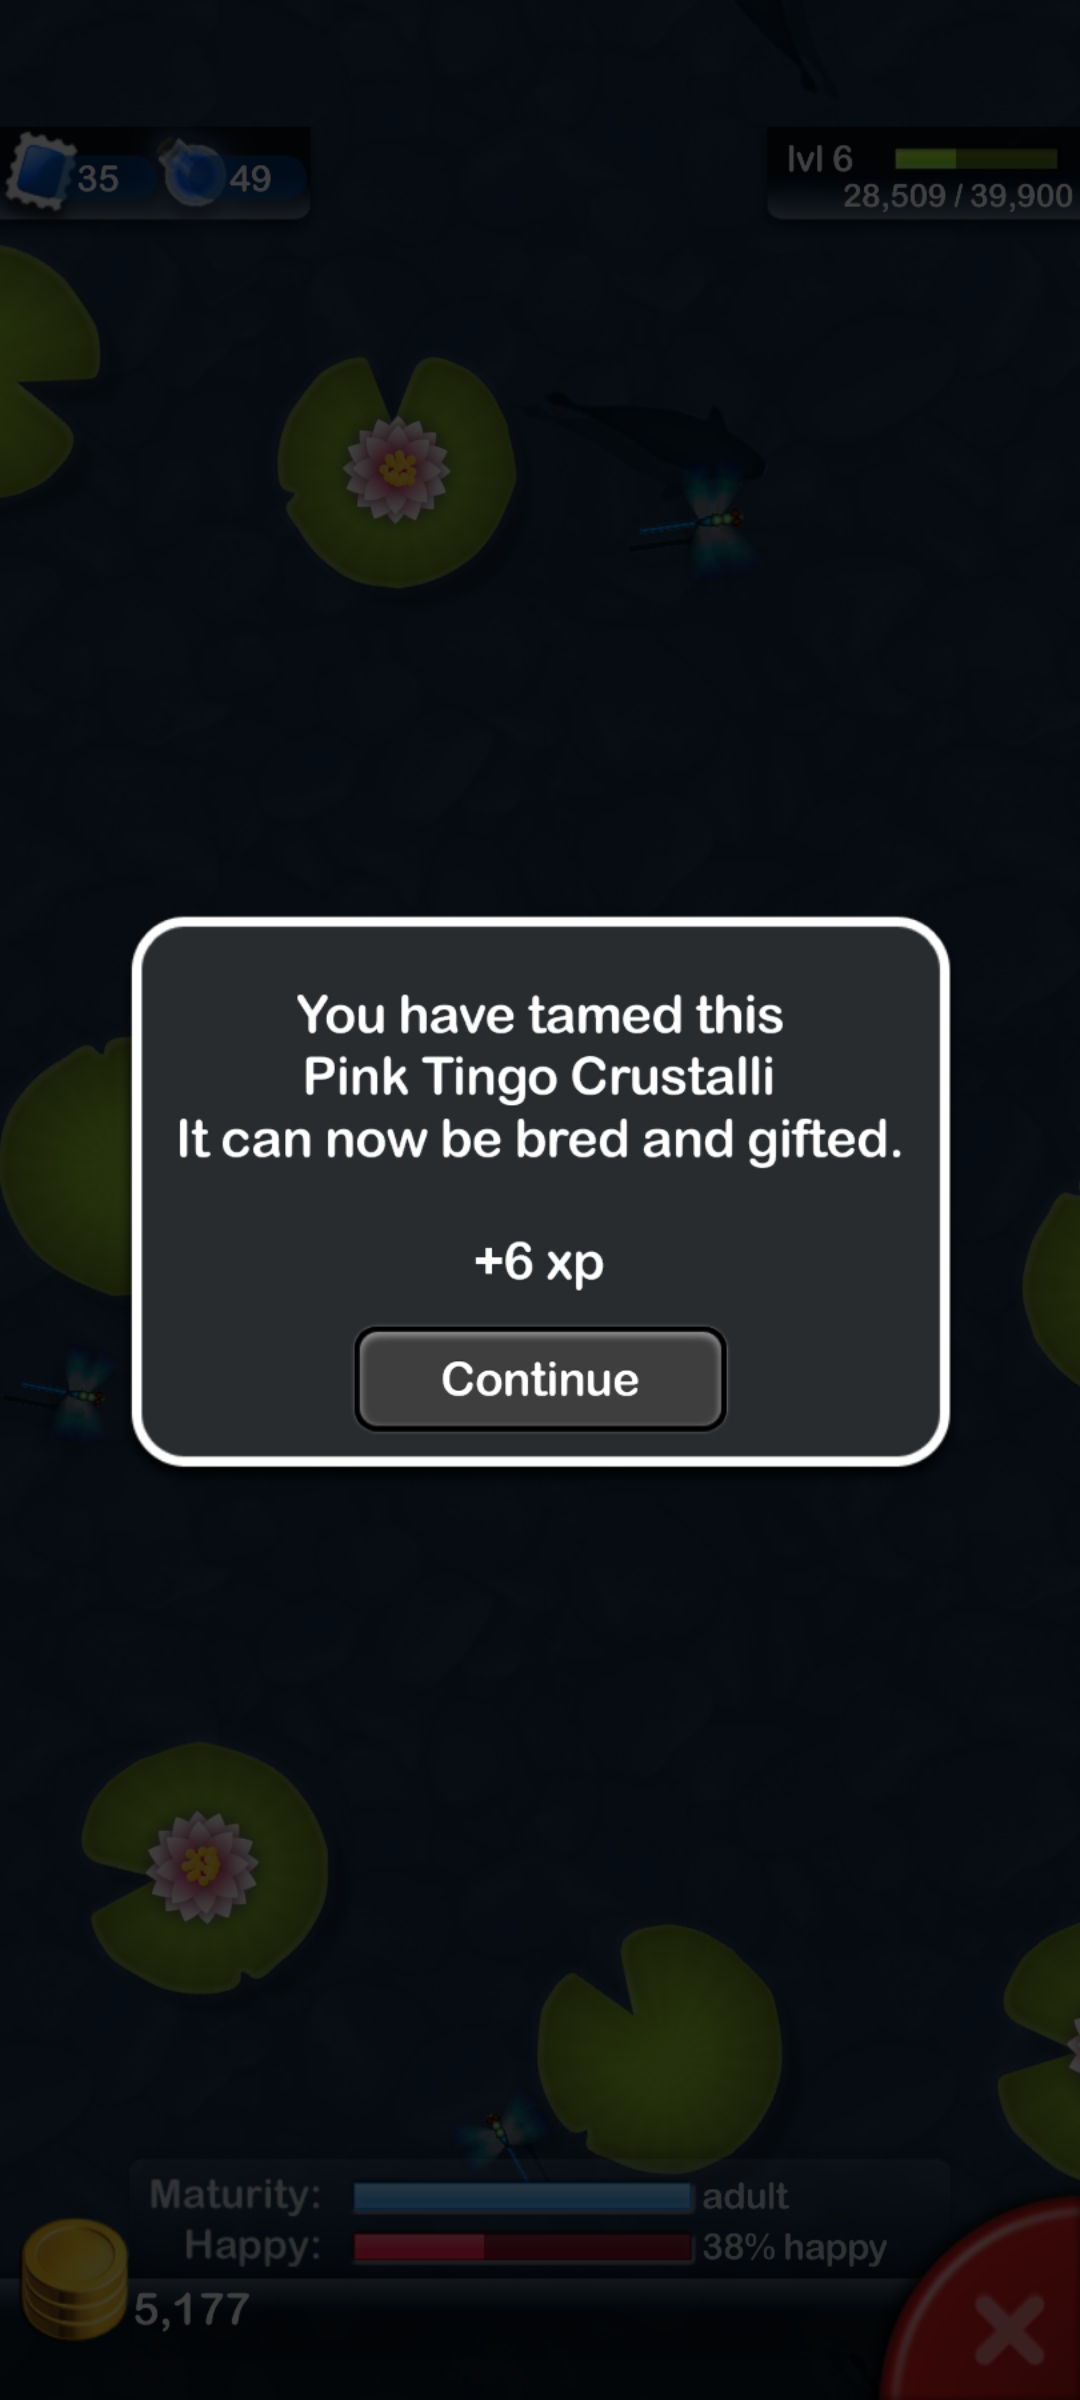 35
49
lvl 6
28,509 / 39,900
You have tamed this
Pink Tingo Crustalli
It can now be bred and gifted.
+6 xp
Continue
Maturity: adult
Happy: 38% happy
5,177